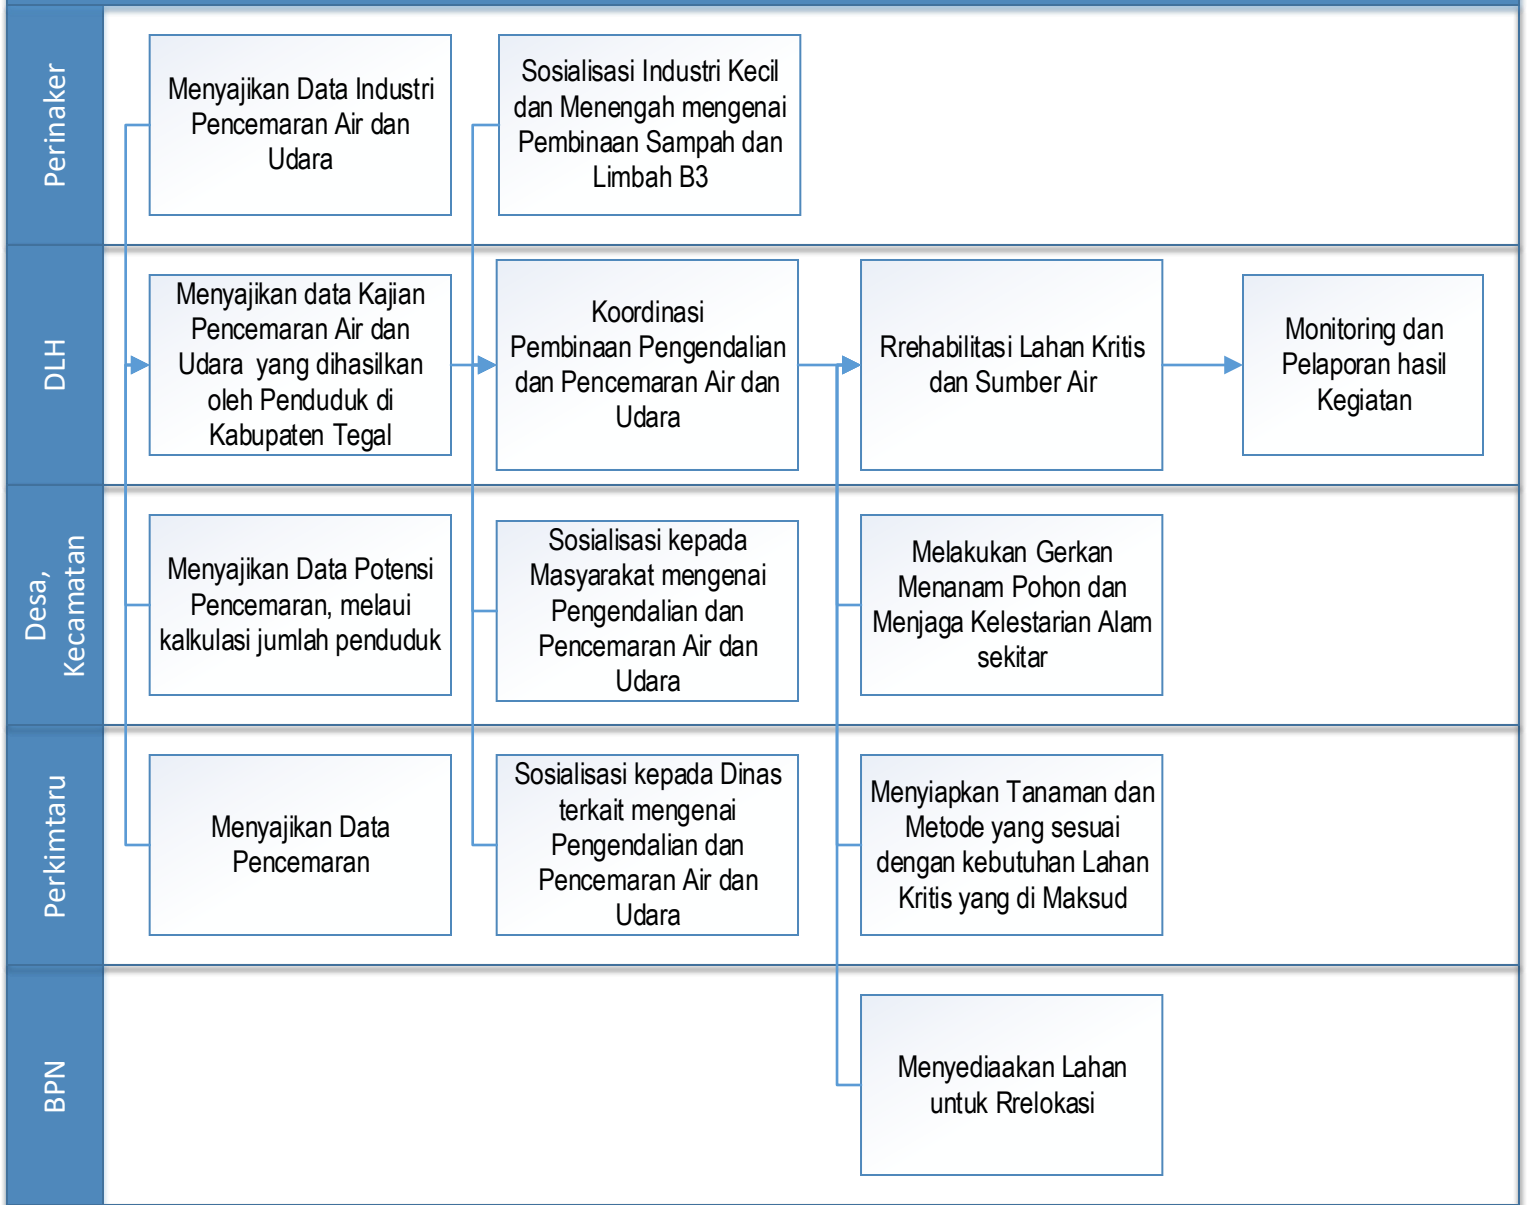 Perinaker
Menyajikan Data Industri
Pencemaran Air dan
Udara
Sosialisasi Industri Kecil
dan Menengah mengenai
Pembinaan Sampah dan
Limbah B3
DLH
Menyajikan data Kajian
Pencemaran Air dan
Udara yang dihasilkan
oleh Penduduk di
Kabupaten Tegal
Koordinasi
Pembinaan Pengendalian
dan Pencemaran Air dan
Udara
Rrehabilitasi Lahan Kritis
dan Sumber Air
Monitoring dan
Pelaporan hasil
Kegiatan
Desa,
Kecamatan
Menyajikan Data Potensi
Pencemaran, melaui
kalkulasi jumlah penduduk
Sosialisasi kepada
Masyarakat mengenai
Pengendalian dan
Pencemaran Air dan
Udara
Melakukan Gerkan
Menanam Pohon dan
Menjaga Kelestarian Alam
sekitar
Perkimtaru
Menyajikan Data
Pencemaran
Sosialisasi kepada Dinas
terkait mengenai
Pengendalian dan
Pencemaran Air dan
Udara
Menyiapkan Tanaman dan
Metode yang sesuai
dengan kebutuhan Lahan
Kritis yang di Maksud
BPN
Menyediaakan Lahan
untuk Rrelokasi